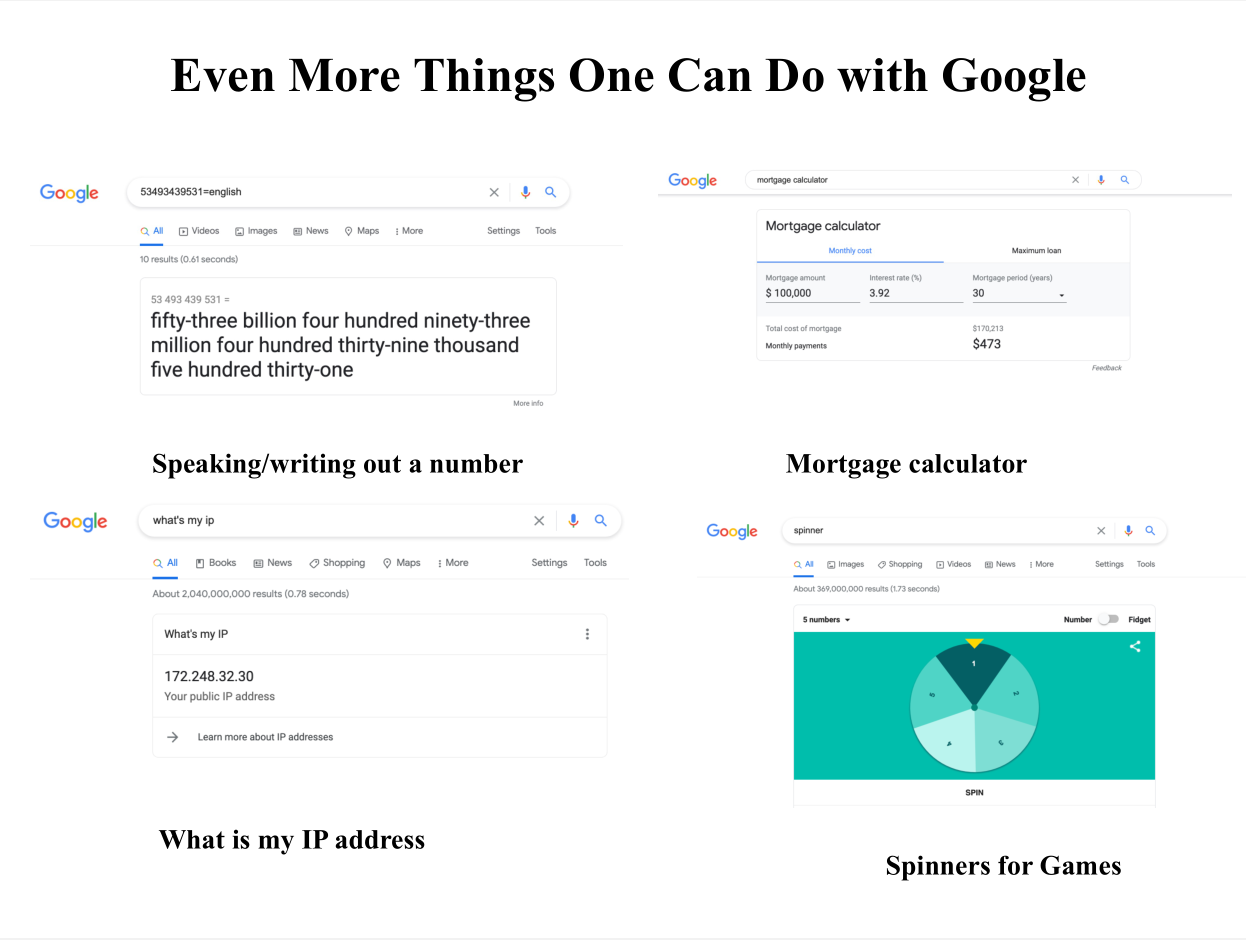 Even More Things One Can Do with Google
Google
53493439531=english
All Videos Images News Maps More Settings Tools
10 results (0.61 seconds)
53 493 439 531 =
fifty-three billion four hundred ninety-three
million four hundred thirty-nine thousand
five hundred thirty-one
More info
Speaking/writing out a number
Google
mortgage calculator
Mortgage calculator
Monthly cost Maximum loan
Mortgage amount Interest rate (%) Mortgage period (years)
$ 100,000 3.92 30
Total cost of mortgage $170,213
Monthly payments $473
Feedback
Mortgage calculator
Google
what's my ip
All Books News Shopping Maps More Settings Tools
About 2,040,000,000 results (0.78 seconds)
What's my IP
172.248.32.30
Your public IP address
Learn more about IP addresses
What is my IP address
Google
spinner
All Images Shopping Videos News More Settings Tools
About 369,000,000 results (1.73 seconds)
5 numbers Number Fidget
1
2
4
SPIN
Spinners for Games